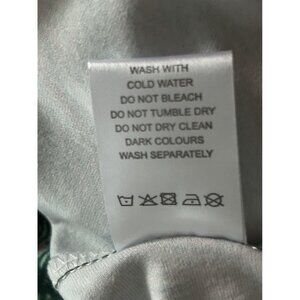 WASH WITH
COLD WATER
DO NOT BLEACH
DO NOT TUMBLE DRY
DO NOT DRY CLEAN
DARK COLOURS
WASH SEPARATELY